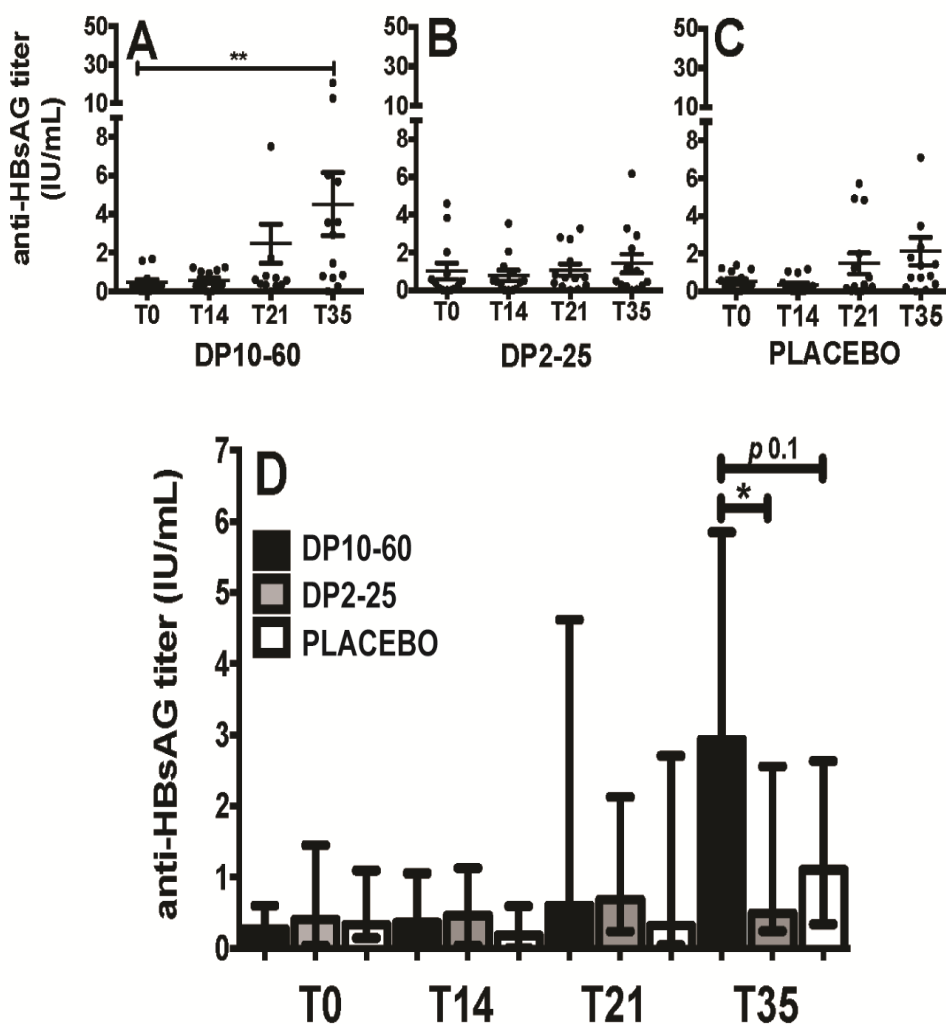 A
B
C
anti-HBsAG titer
(IU/mL)
50
30
10
8
6
4
2
0
**
T0 T14 T21 T35
DP10-60
50
30
10
8
6
4
2
0
T0 T14 T21 T35
DP2-25
50
30
10
8
6
4
2
0
T0 T14 T21 T35
PLACEBO
D
anti-HBsAG titer (IU/mL)
7
6
5
4
3
2
1
0
DP10-60
DP2-25
PLACEBO
p 0.1
*
T0 T14 T21 T35